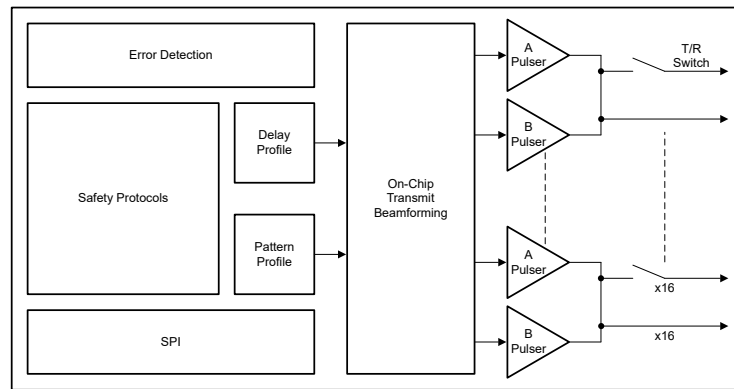 Error Detection
Safety Protocols
Delay
Profile
Pattern
Profile
SPI
On-Chip
Transmit
Beamforming
A
Pulser
B
Pulser
A
Pulser
B
Pulser
T/R
Switch
x16
x16